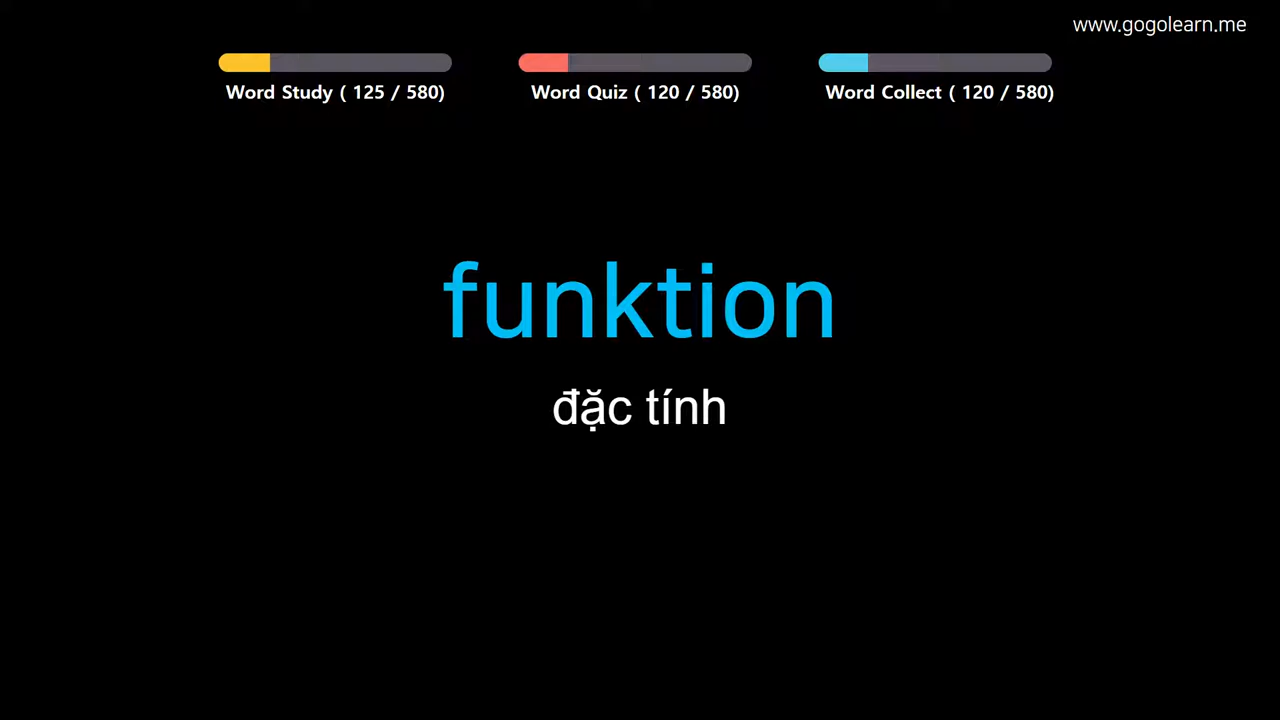 www.gogolearn.me
Word Study ( 125 / 580)
Word Quiz ( 120 / 580)
Word Collect ( 120 / 580)
funktion
đặc tính